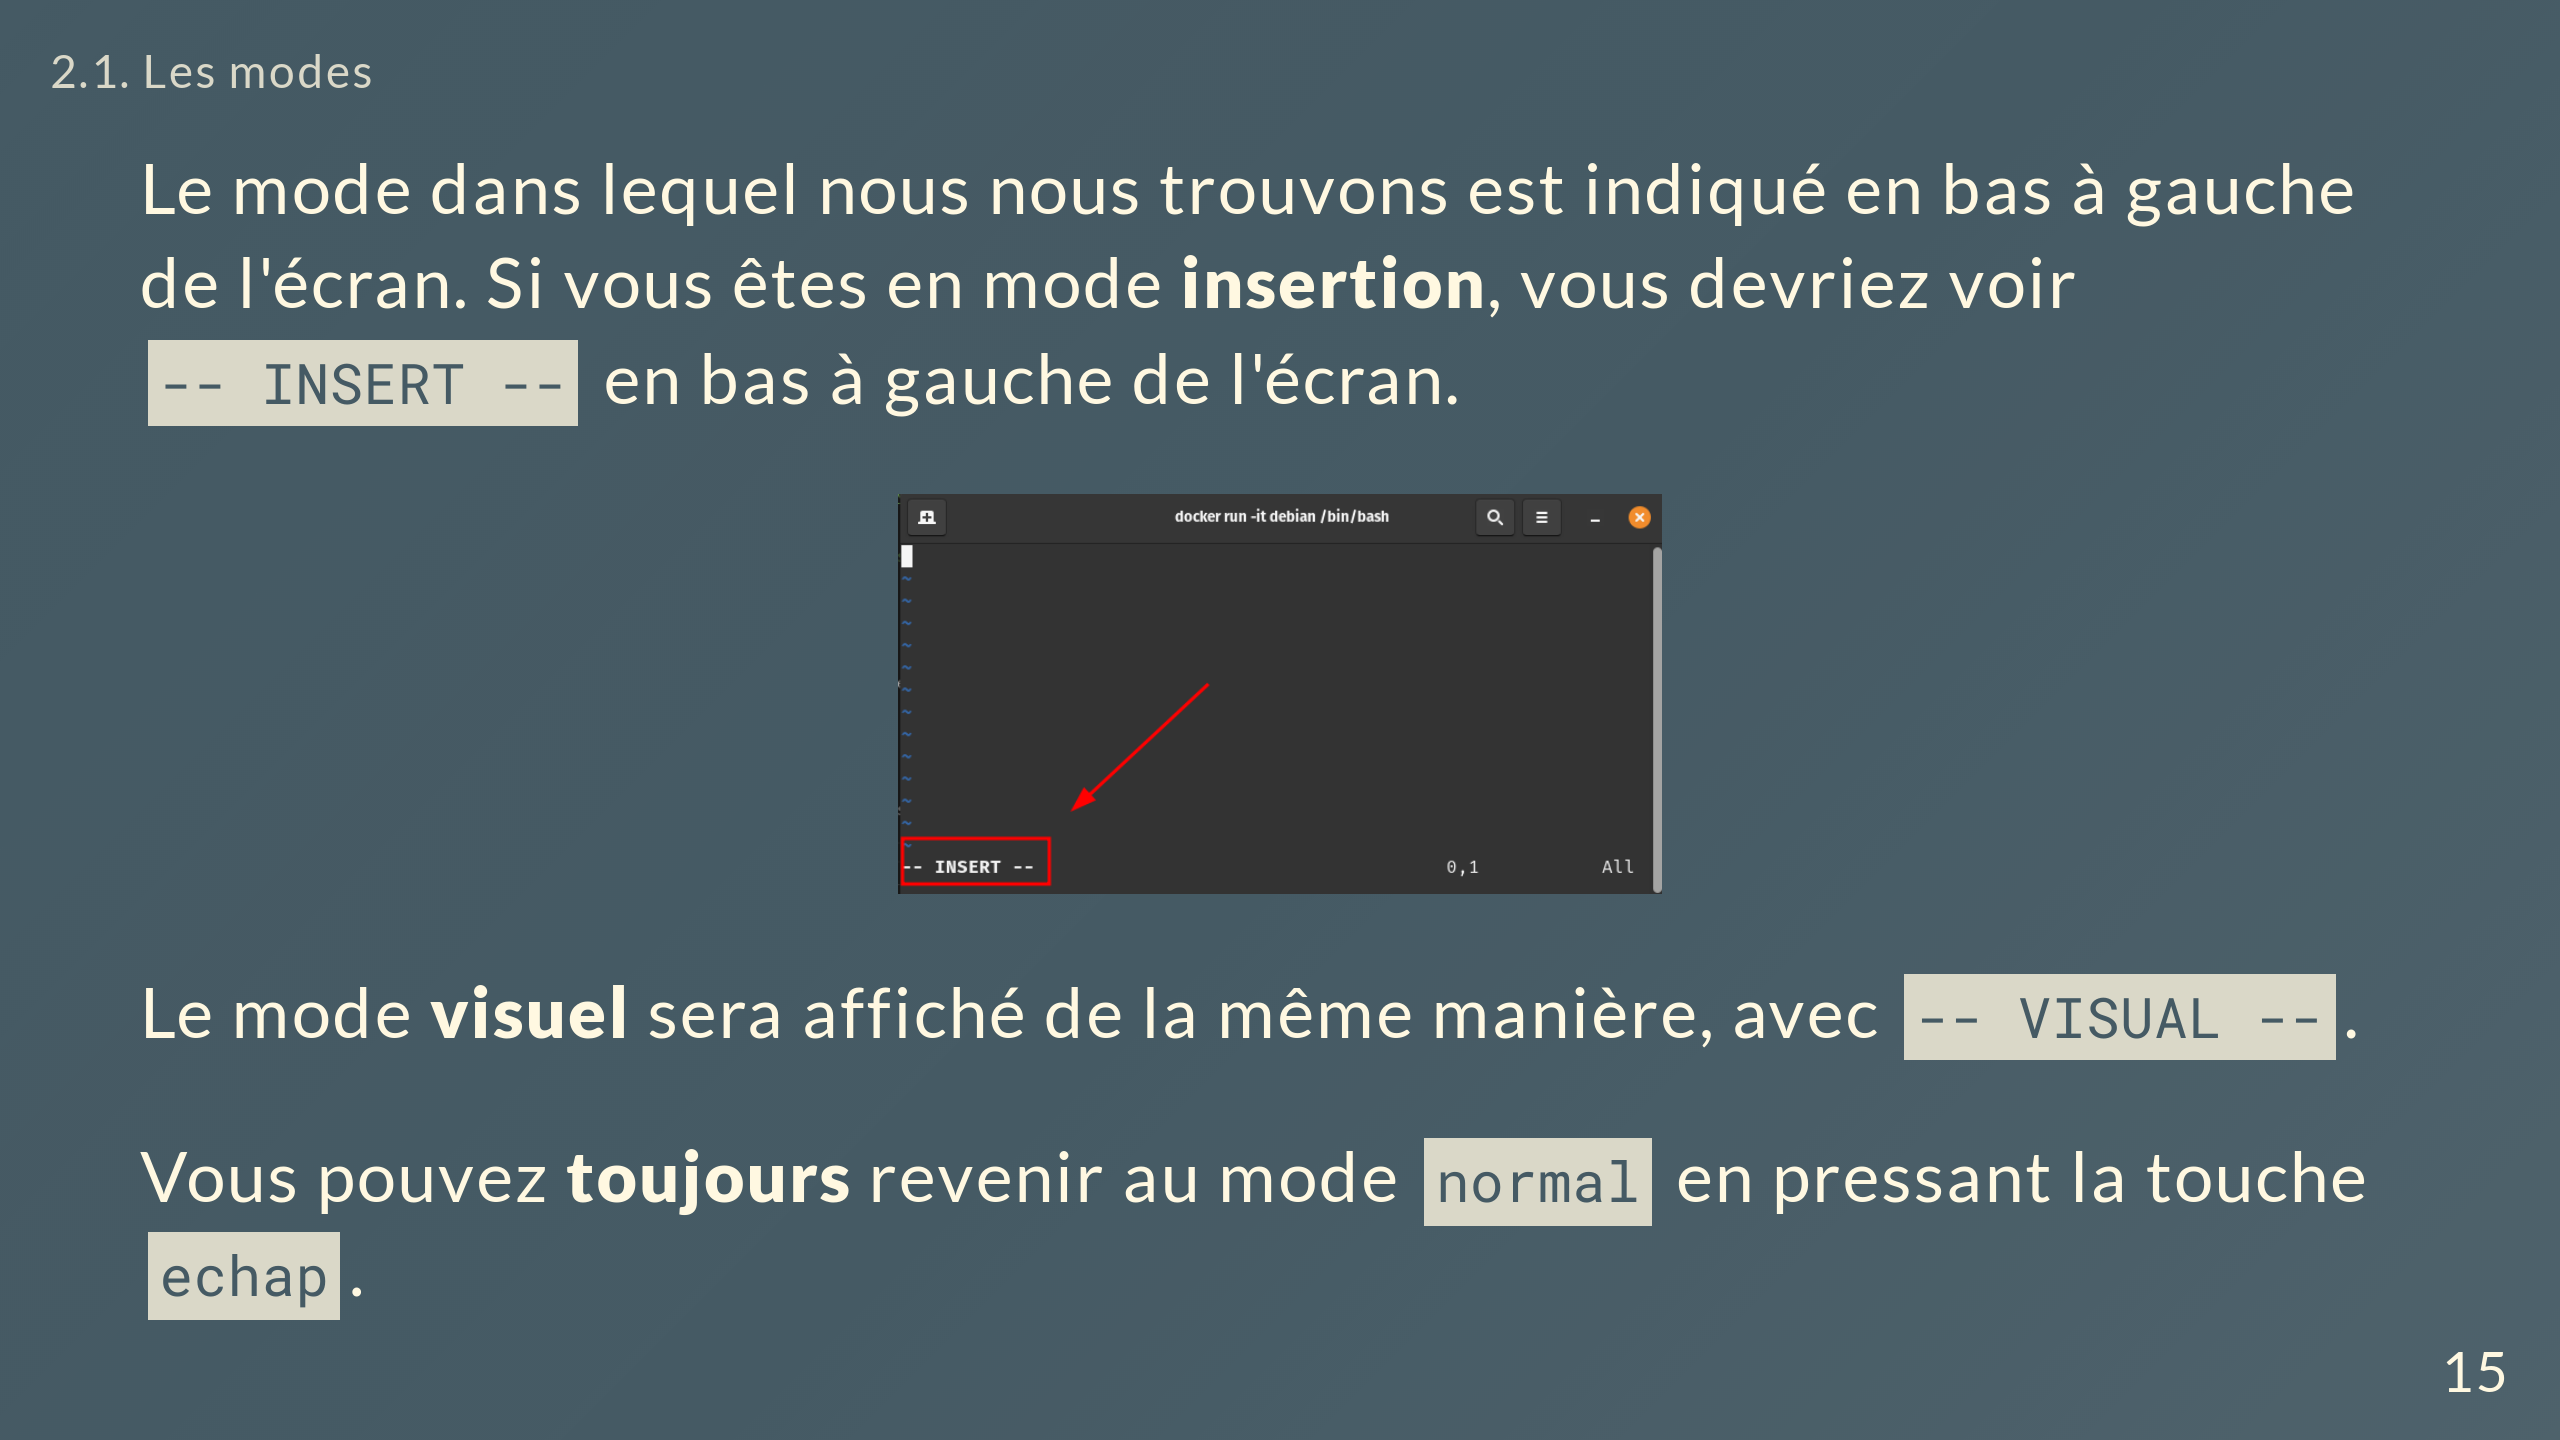 2.1. Les modes
Le mode dans lequel nous nous trouvons est indiqué en bas à gauche
de l'écran. Si vous êtes en mode insertion, vous devriez voir
-- INSERT -- en bas à gauche de l'écran.
docker run -it debian /bin/bash
~
~
~
~
~
~
~
~
~
~
~
~
~
-- INSERT -- 0,1 All
Le mode visuel sera affiché de la même manière, avec -- VISUAL -- .
Vous pouvez toujours revenir au mode normal en pressant la touche
echap .
15